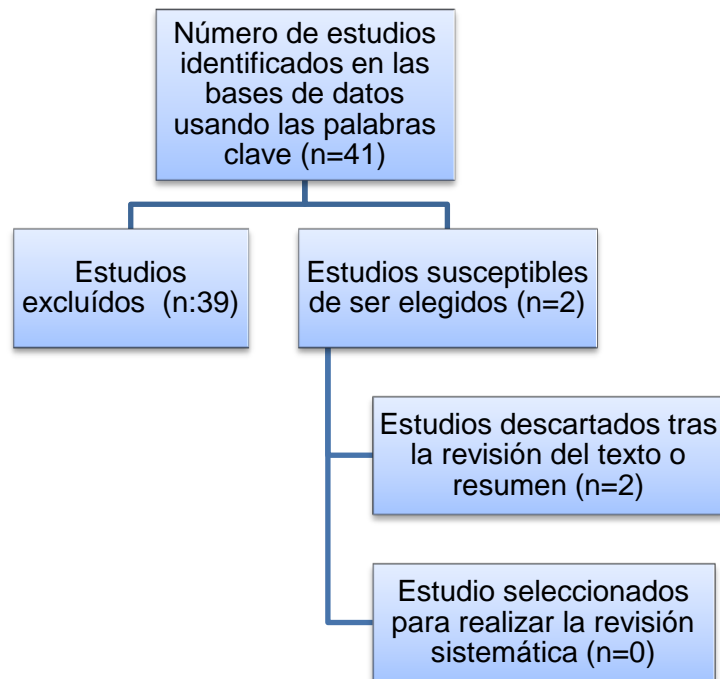 Número de estudios
identificados en las
bases de datos
usando las palabras
clave (n=41)
Estudios
excluídos (n:39)
Estudios susceptibles
de ser elegidos (n=2)
Estudios descartados tras
la revisión del texto o
resumen (n=2)
Estudio seleccionados
para realizar la revisión
sistemática (n=0)